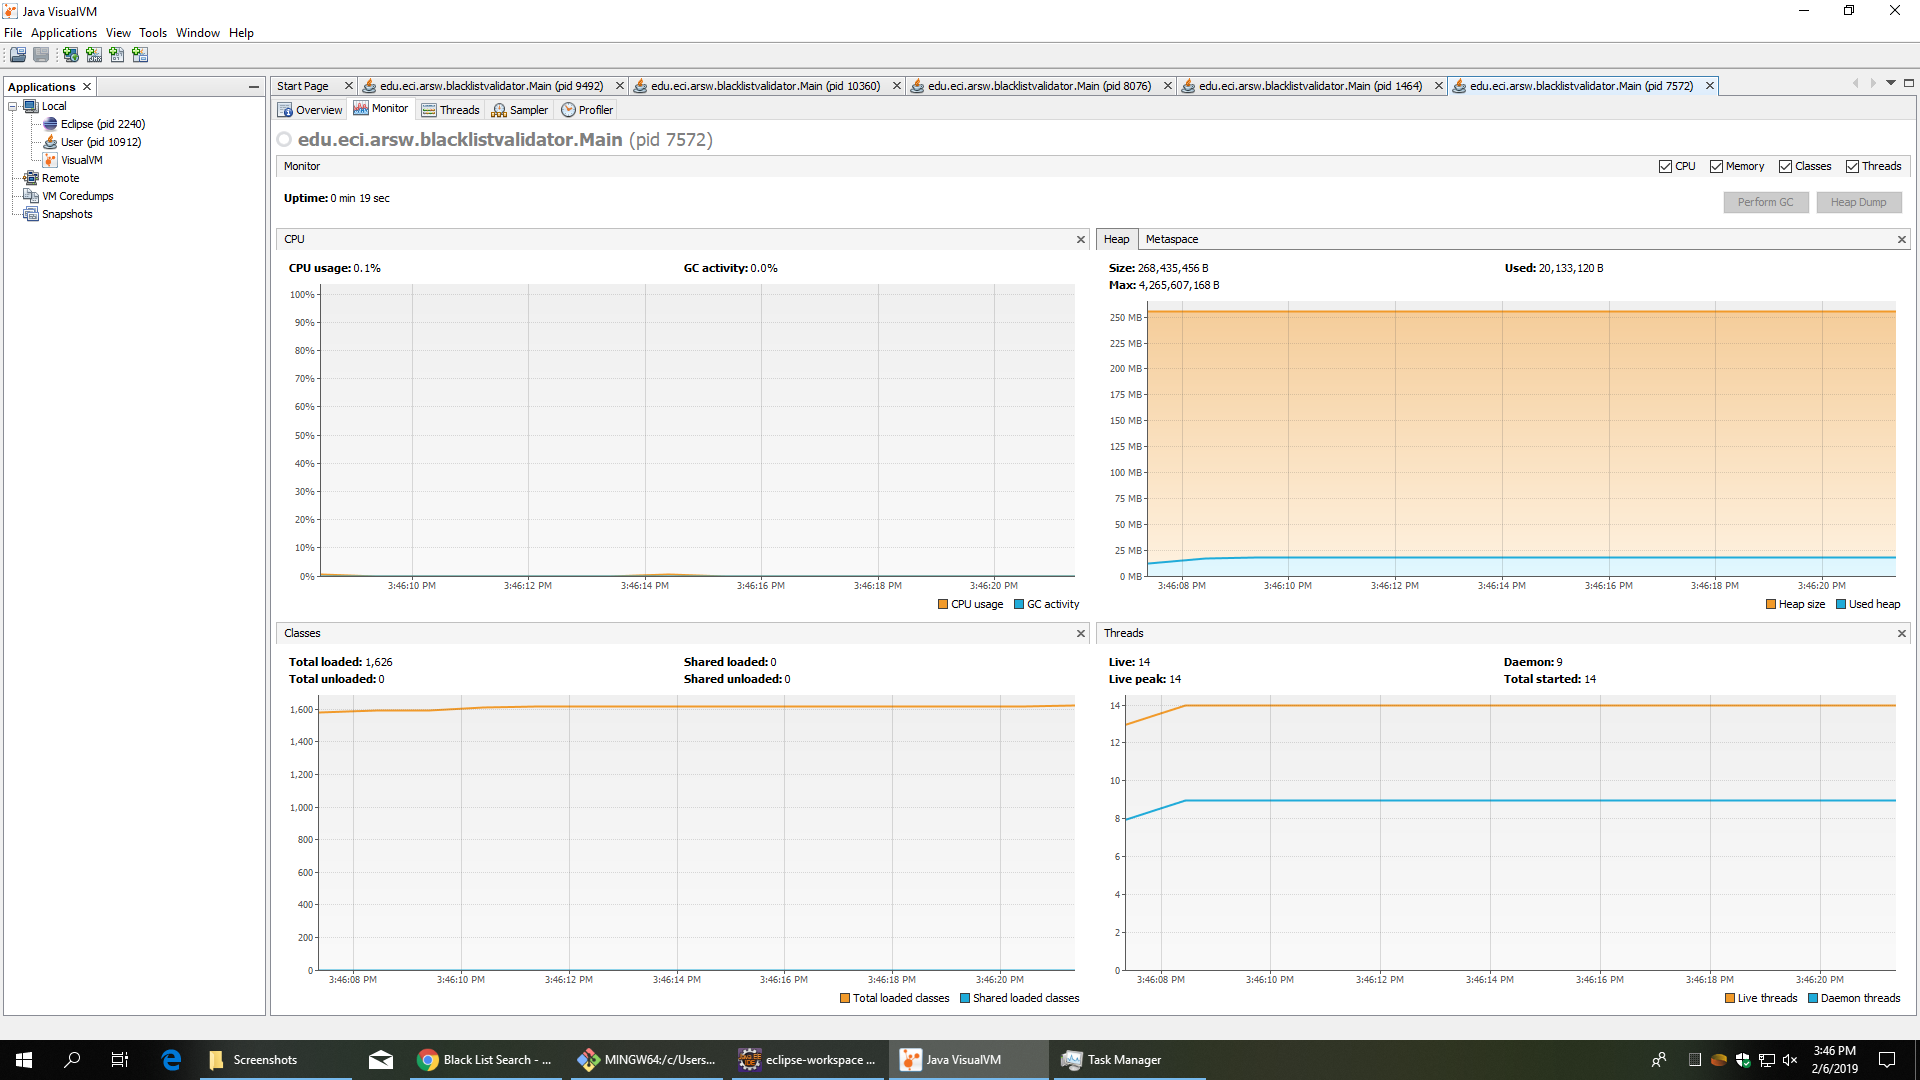 Java VisualVM
File Applications View Tools Window Help
Applications
Start Page
edu.eci.arsw.blacklistvalidator.Main (pid 9492)
edu.eci.arsw.blacklistvalidator.Main (pid 10360)
edu.eci.arsw.blacklistvalidator.Main (pid 8076)
edu.eci.arsw.blacklistvalidator.Main (pid 1464)
edu.eci.arsw.blacklistvalidator.Main (pid 7572)
Local
Eclipse (pid 2240)
User (pid 10912)
VisualVM
Remote
VM Coredumps
Snapshots
Overview Monitor Threads Sampler Profiler
edu.eci.arsw.blacklistvalidator.Main (pid 7572)
Monitor
CPU Memory Classes Threads
Uptime: 0 min 19 sec
Perform GC Heap Dump
CPU
CPU usage: 0.1% GC activity: 0.0%
100%
90%
80%
70%
60%
50%
40%
30%
20%
10%
0%
3:46:10 PM 3:46:12 PM 3:46:14 PM 3:46:16 PM 3:46:18 PM 3:46:20 PM
CPU usage GC activity
Heap Metaspace
Size: 268,435,456 B Used: 20,133,120 B
Max: 4,265,607,168 B
250 MB
225 MB
200 MB
175 MB
150 MB
125 MB
100 MB
75 MB
50 MB
25 MB
0 MB
3:46:08 PM 3:46:10 PM 3:46:12 PM 3:46:14 PM 3:46:16 PM 3:46:18 PM 3:46:20 PM
Heap size Used heap
Classes
Total loaded: 1,626 Shared loaded: 0
Total unloaded: 0 Shared unloaded: 0
1,600
1,400
1,200
1,000
800
600
400
200
0
3:46:08 PM 3:46:10 PM 3:46:12 PM 3:46:14 PM 3:46:16 PM 3:46:18 PM 3:46:20 PM
Total loaded classes Shared loaded classes
Threads
Live: 14 Daemon: 9
Live peak: 14 Total started: 14
14
12
10
8
6
4
2
0
3:46:08 PM 3:46:10 PM 3:46:12 PM 3:46:14 PM 3:46:16 PM 3:46:18 PM 3:46:20 PM
Live threads Daemon threads
Screenshots
Black List Search - ...
MINGW64:/c/Users...
eclipse-workspace ...
Java VisualVM
Task Manager
3:46 PM
2/6/2019